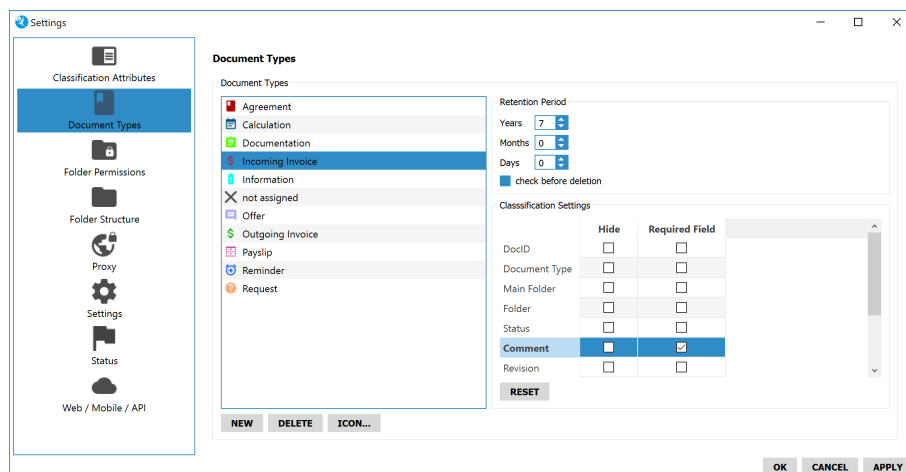 Settings
Classification Attributes
Document Types
Folder Permissions
Folder Structure
Proxy
Settings
Status
Web / Mobile / API
Document Types
Document Types
Agreement
Calculation
Documentation
Incoming Invoice
Information
not assigned
Offer
Outgoing Invoice
Payslip
Reminder
Request
NEW DELETE ICON...
Retention Period
Years 7
Months 0
Days 0
check before deletion
Classsification Settings
Hide Required Field
DocID
Document Type
Main Folder
Folder
Status
Comment
Revision
RESET
OK CANCEL APPLY